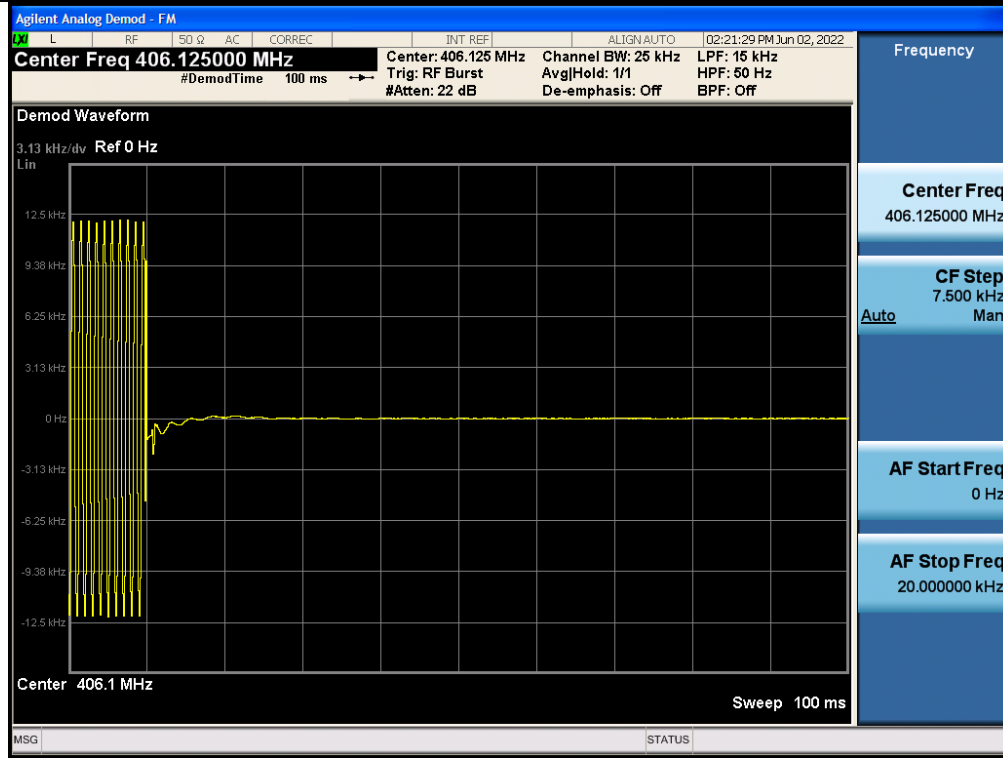 Agilent Analog Demod - FM
LXI L RF 50 Ω AC CORREC INT REF ALIGN AUTO 02:21:29 PM Jun 02, 2022
Center Freq 406.125000 MHz
#DemodTime 100 ms
Center: 406.125 MHz Channel BW: 25 kHz LPF: 15 kHz
Trig: RF Burst Avg|Hold: 1/1 HPF: 50 Hz
#Atten: 22 dB De-emphasis: Off BPF: Off
Demod Waveform
3.13 kHz/dv Ref 0 Hz
Lin
12.5 kHz
9.38 kHz
6.25 kHz
3.13 kHz
0 Hz
-3.13 kHz
-6.25 kHz
-9.38 kHz
-12.5 kHz
Center 406.1 MHz
Sweep 100 ms
MSG STATUS
Frequency
Center Freq
406.125000 MHz
CF Step
7.500 kHz
Auto Man
AF Start Freq
0 Hz
AF Stop Freq
20.000000 kHz